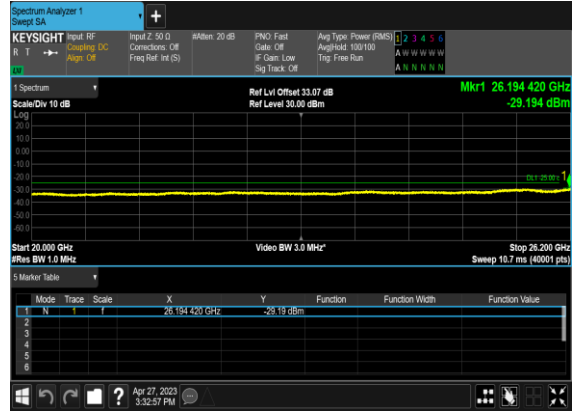 Spectrum Analyzer 1
Swept SA
KEYSIGHT
R T
LW
Input: RF
Coupling: DC
Align: Off
Input Z: 50 Ω
Corrections: Off
Freq Ref: Int (S)
#Atten: 20 dB
PNO: Fast
Gate: Off
IF Gain: Low
Sig Track: Off
Avg Type: Power (RMS)
Avg|Hold: 100/100
Trig: Free Run
1 2 3 4 5 6
A W W W W W
A N N N N N
1 Spectrum
Scale/Div 10 dB
Ref Lvl Offset 33.07 dB
Ref Level 30.00 dBm
Mkr1 26.194 420 GHz
-29.194 dBm
Log
20.0
10.0
0.00
-10.0
-20.0
-30.0
-40.0
-50.0
-60.0
1
Start 20.000 GHz
Video BW 3.0 MHz*
Stop 26.200 GHz
#Res BW 1.0 MHz
Sweep 10.7 ms (40001 pts)
5 Marker Table
Mode Trace Scale X Y Function Function Width Function Value
1 N 1 f 26.194 420 GHz -29.19 dBm
2
3
4
5
6
?
Apr 27, 2023
3:32:57 PM